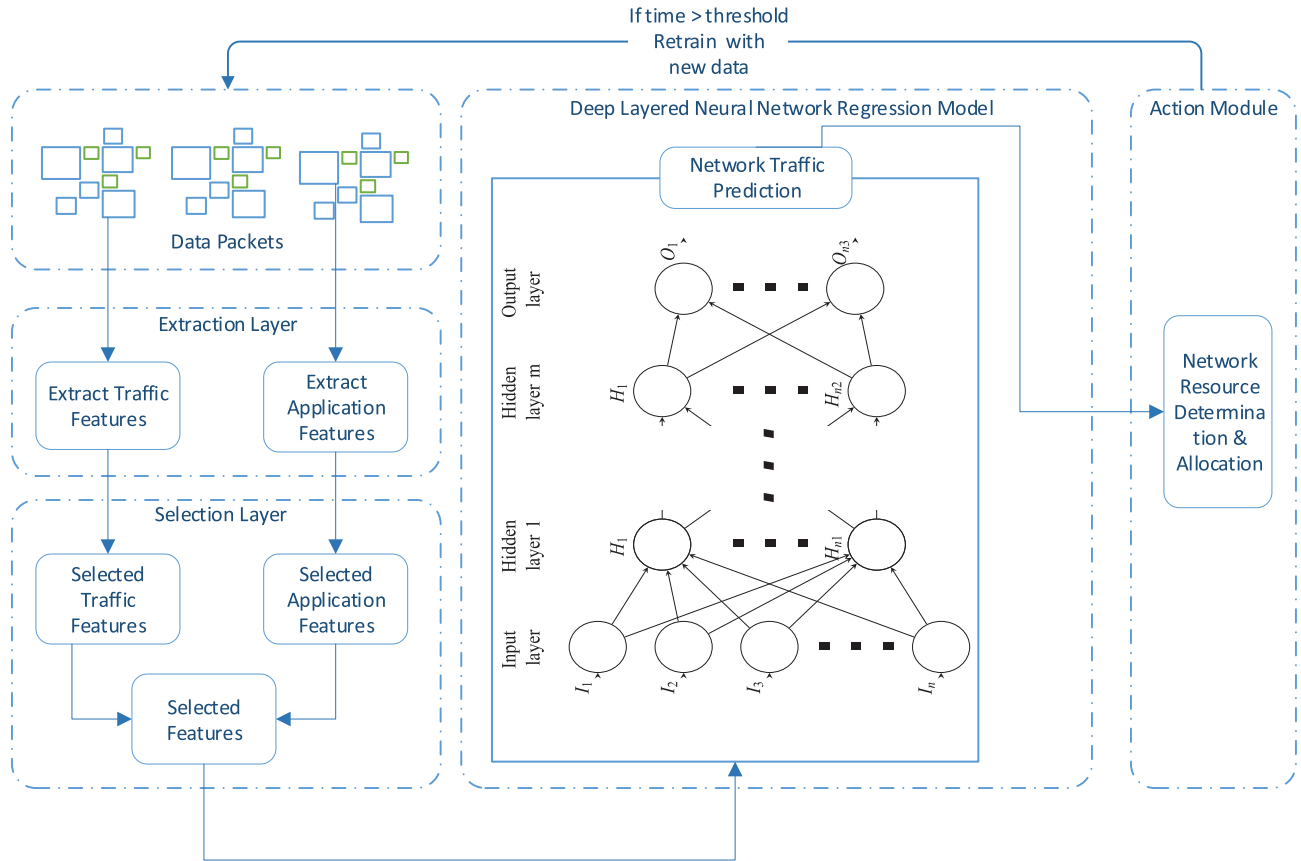 If time > threshold
Retrain with
new data
Data Packets
Extraction Layer
Extract Traffic
Features
Extract
Application
Features
Selection Layer
Selected
Traffic
Features
Selected
Application
Features
Selected
Features
Deep Layered Neural Network Regression Model
Network Traffic
Prediction
Output
layer
O1
On3
Hidden
layer m
H1
Hn2
Hidden
layer 1
H1
Hn1
Input
layer
I1
I2
I3
In
Action Module
Network
Resource
Determina
tion &
Allocation